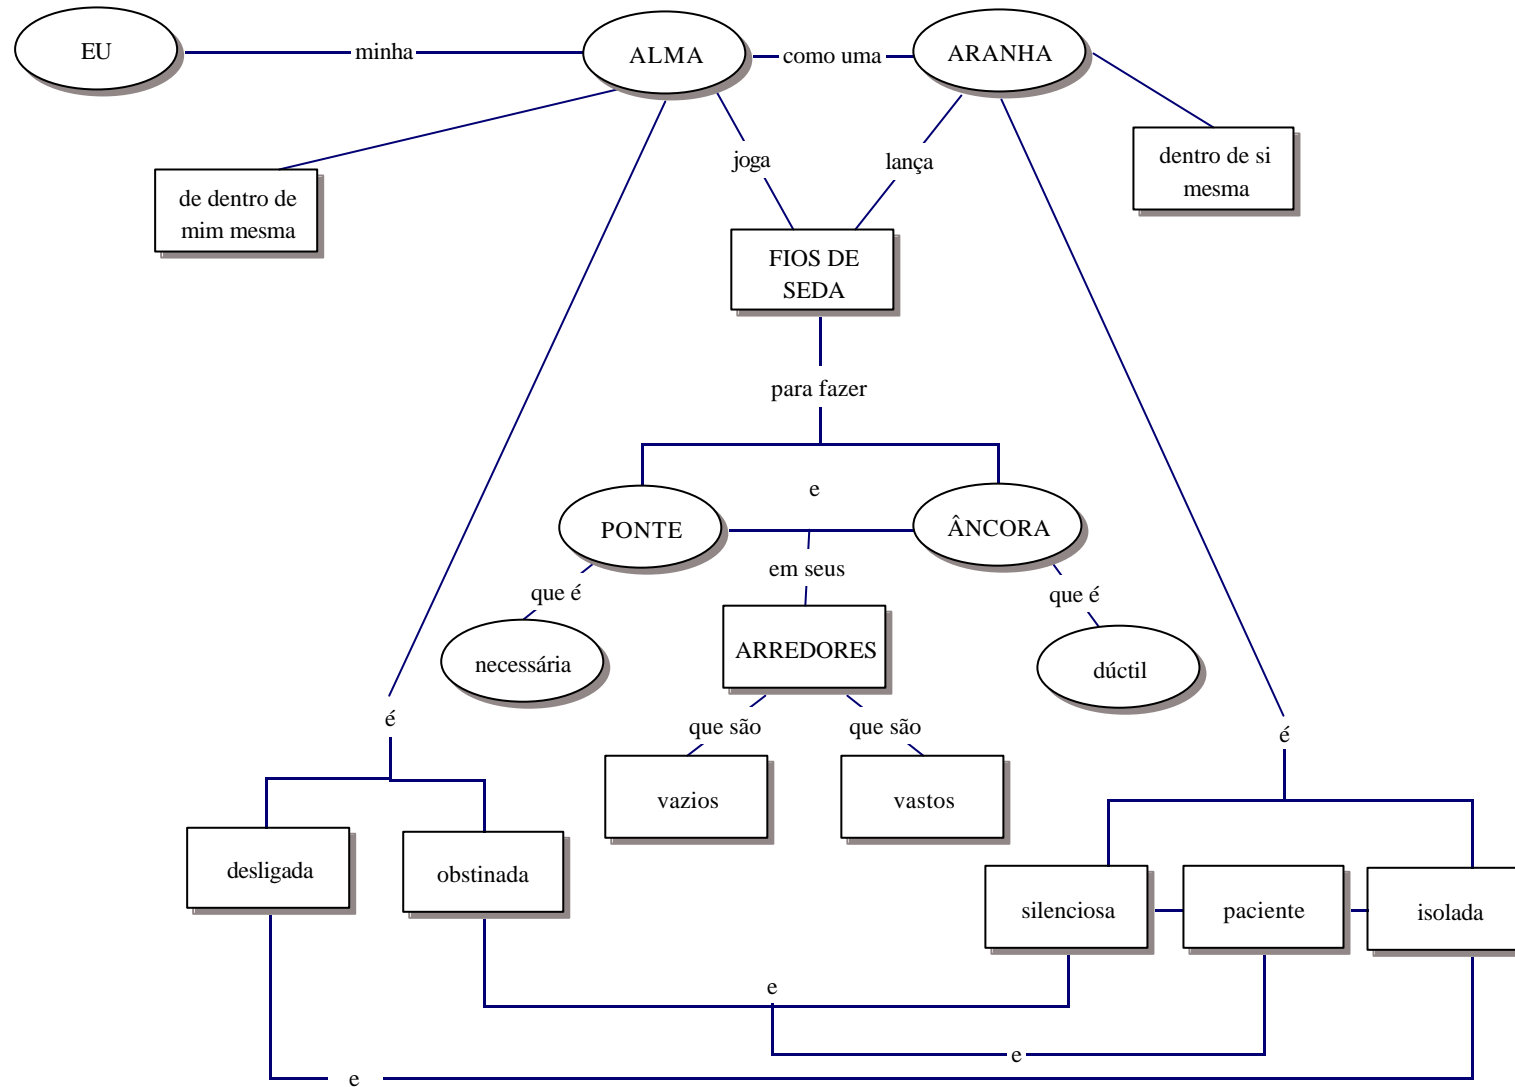 EU
minha
ALMA
como uma
ARANHA
de dentro de
mim mesma
joga
lança
dentro de si
mesma
FIOS DE
SEDA
para fazer
e
PONTE
ÂNCORA
em seus
que é
que é
necessária
ARREDORES
dúctil
é
que são
que são
é
vazios
vastos
desligada
obstinada
silenciosa
paciente
isolada
e
e
e